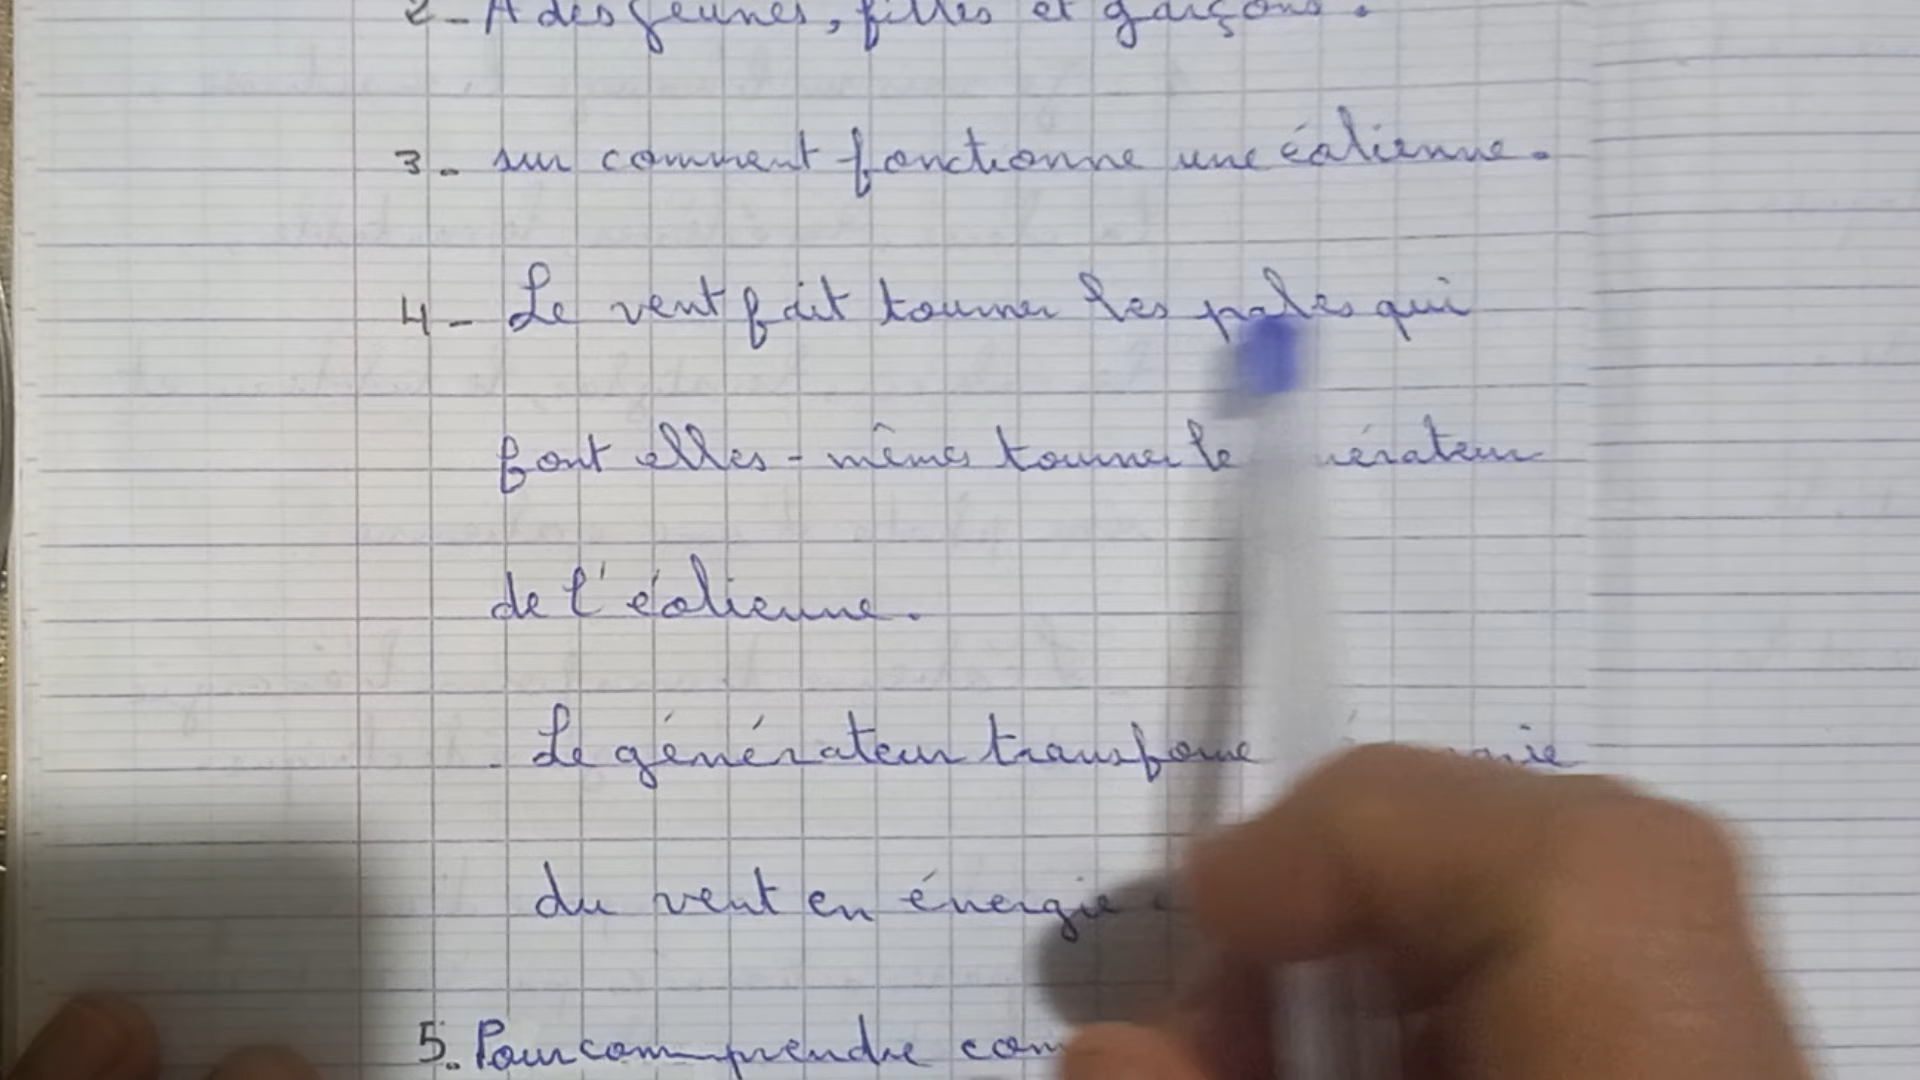 2- A des jeunes, filles et garçons.
3- sur comment fonctionne une éolienne.
4- Le vent fait tourner les pales qui
font elles-mêmes tourner le
de l'éolienne.
. Le générateur transforme
du vent en énergie
5. Pour comprendre